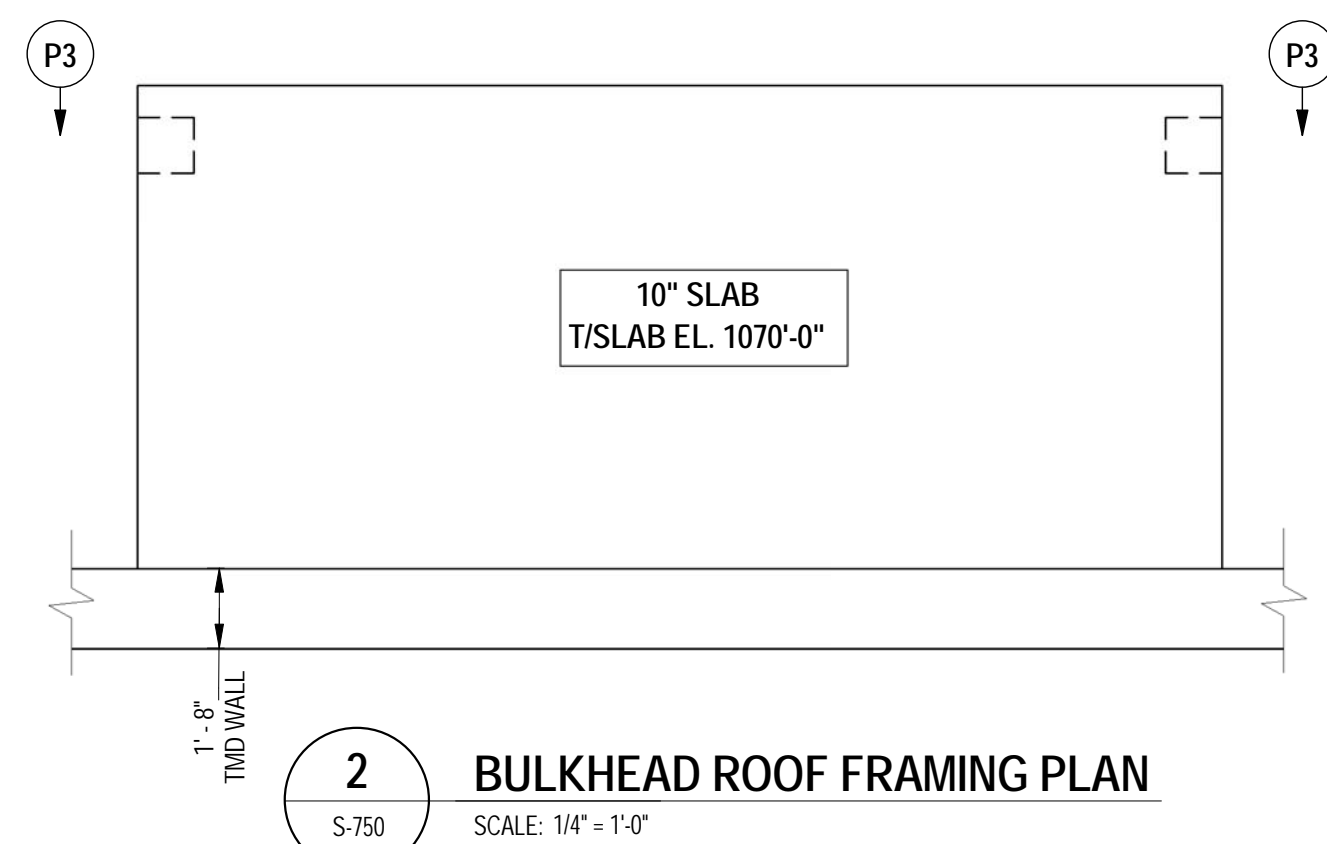 P3
P3
10" SLAB
T/SLAB EL. 1070'-0"
1' - 8"
TMD WALL
2
S-750
BULKHEAD ROOF FRAMING PLAN
SCALE: 1/4" = 1'-0"